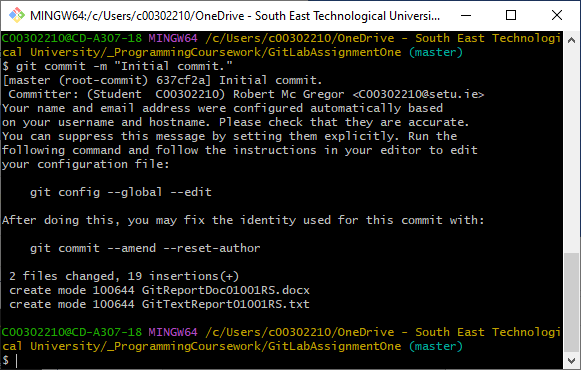 MINGW64:/c/Users/c00302210/OneDrive - South East Technological Universi...
C00302210@CD-A307-18 MINGW64 /c/Users/c00302210/OneDrive - South East Technologi
cal University/_ProgrammingCoursework/GitLabAssignmentOne (master)
$ git commit -m "Initial commit."
[master (root-commit) 637cf2a] Initial commit.
 Committer: (Student  C00302210) Robert Mc Gregor <C00302210@setu.ie>
Your name and email address were configured automatically based
on your username and hostname. Please check that they are accurate.
You can suppress this message by setting them explicitly. Run the
following command and follow the instructions in your editor to edit
your configuration file:
    git config --global --edit
After doing this, you may fix the identity used for this commit with:
    git commit --amend --reset-author
 2 files changed, 19 insertions(+)
 create mode 100644 GitReportDoc01001RS.docx
 create mode 100644 GitTextReport01001RS.txt
C00302210@CD-A307-18 MINGW64 /c/Users/c00302210/OneDrive - South East Technologi
cal University/_ProgrammingCoursework/GitLabAssignmentOne (master)
$